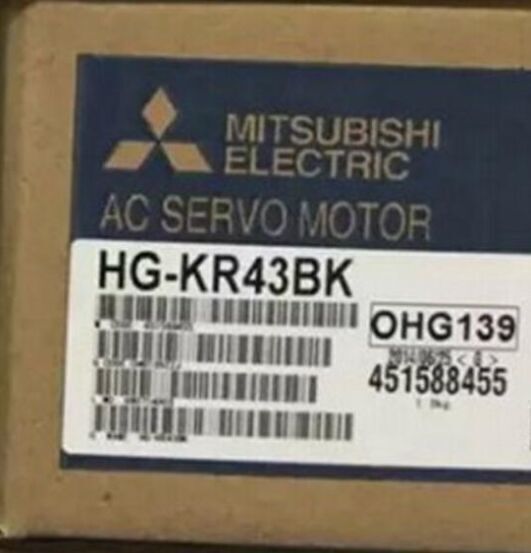 MITSUBISHI
ELECTRIC
AC SERVO MOTOR
HG-KR43BK
OHG139
451588455